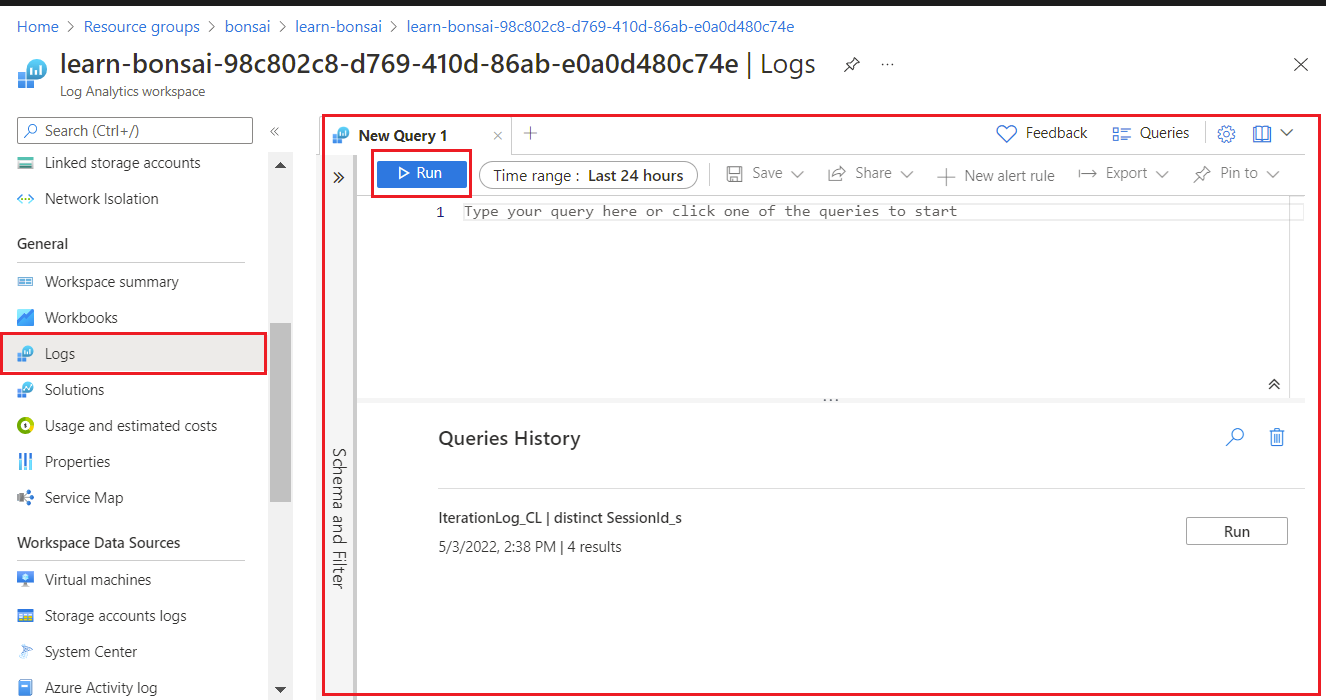 Home > Resource groups > bonsai > learn-bonsai > learn-bonsai-98c802c8-d769-410d-86ab-e0a0d480c74e
learn-bonsai-98c802c8-d769-410d-86ab-e0a0d480c74e | Logs
Log Analytics workspace
Search (Ctrl+/)
Linked storage accounts
Network Isolation
General
Workspace summary
Workbooks
Logs
Solutions
Usage and estimated costs
Properties
Service Map
Workspace Data Sources
Virtual machines
Storage accounts logs
System Center
Azure Activity log
New Query 1
Feedback Queries
Run Time range : Last 24 hours Save Share New alert rule Export Pin to
1 Type your query here or click one of the queries to start
Schema and Filter
Queries History
IterationLog_CL | distinct SessionId_s
5/3/2022, 2:38 PM | 4 results
Run